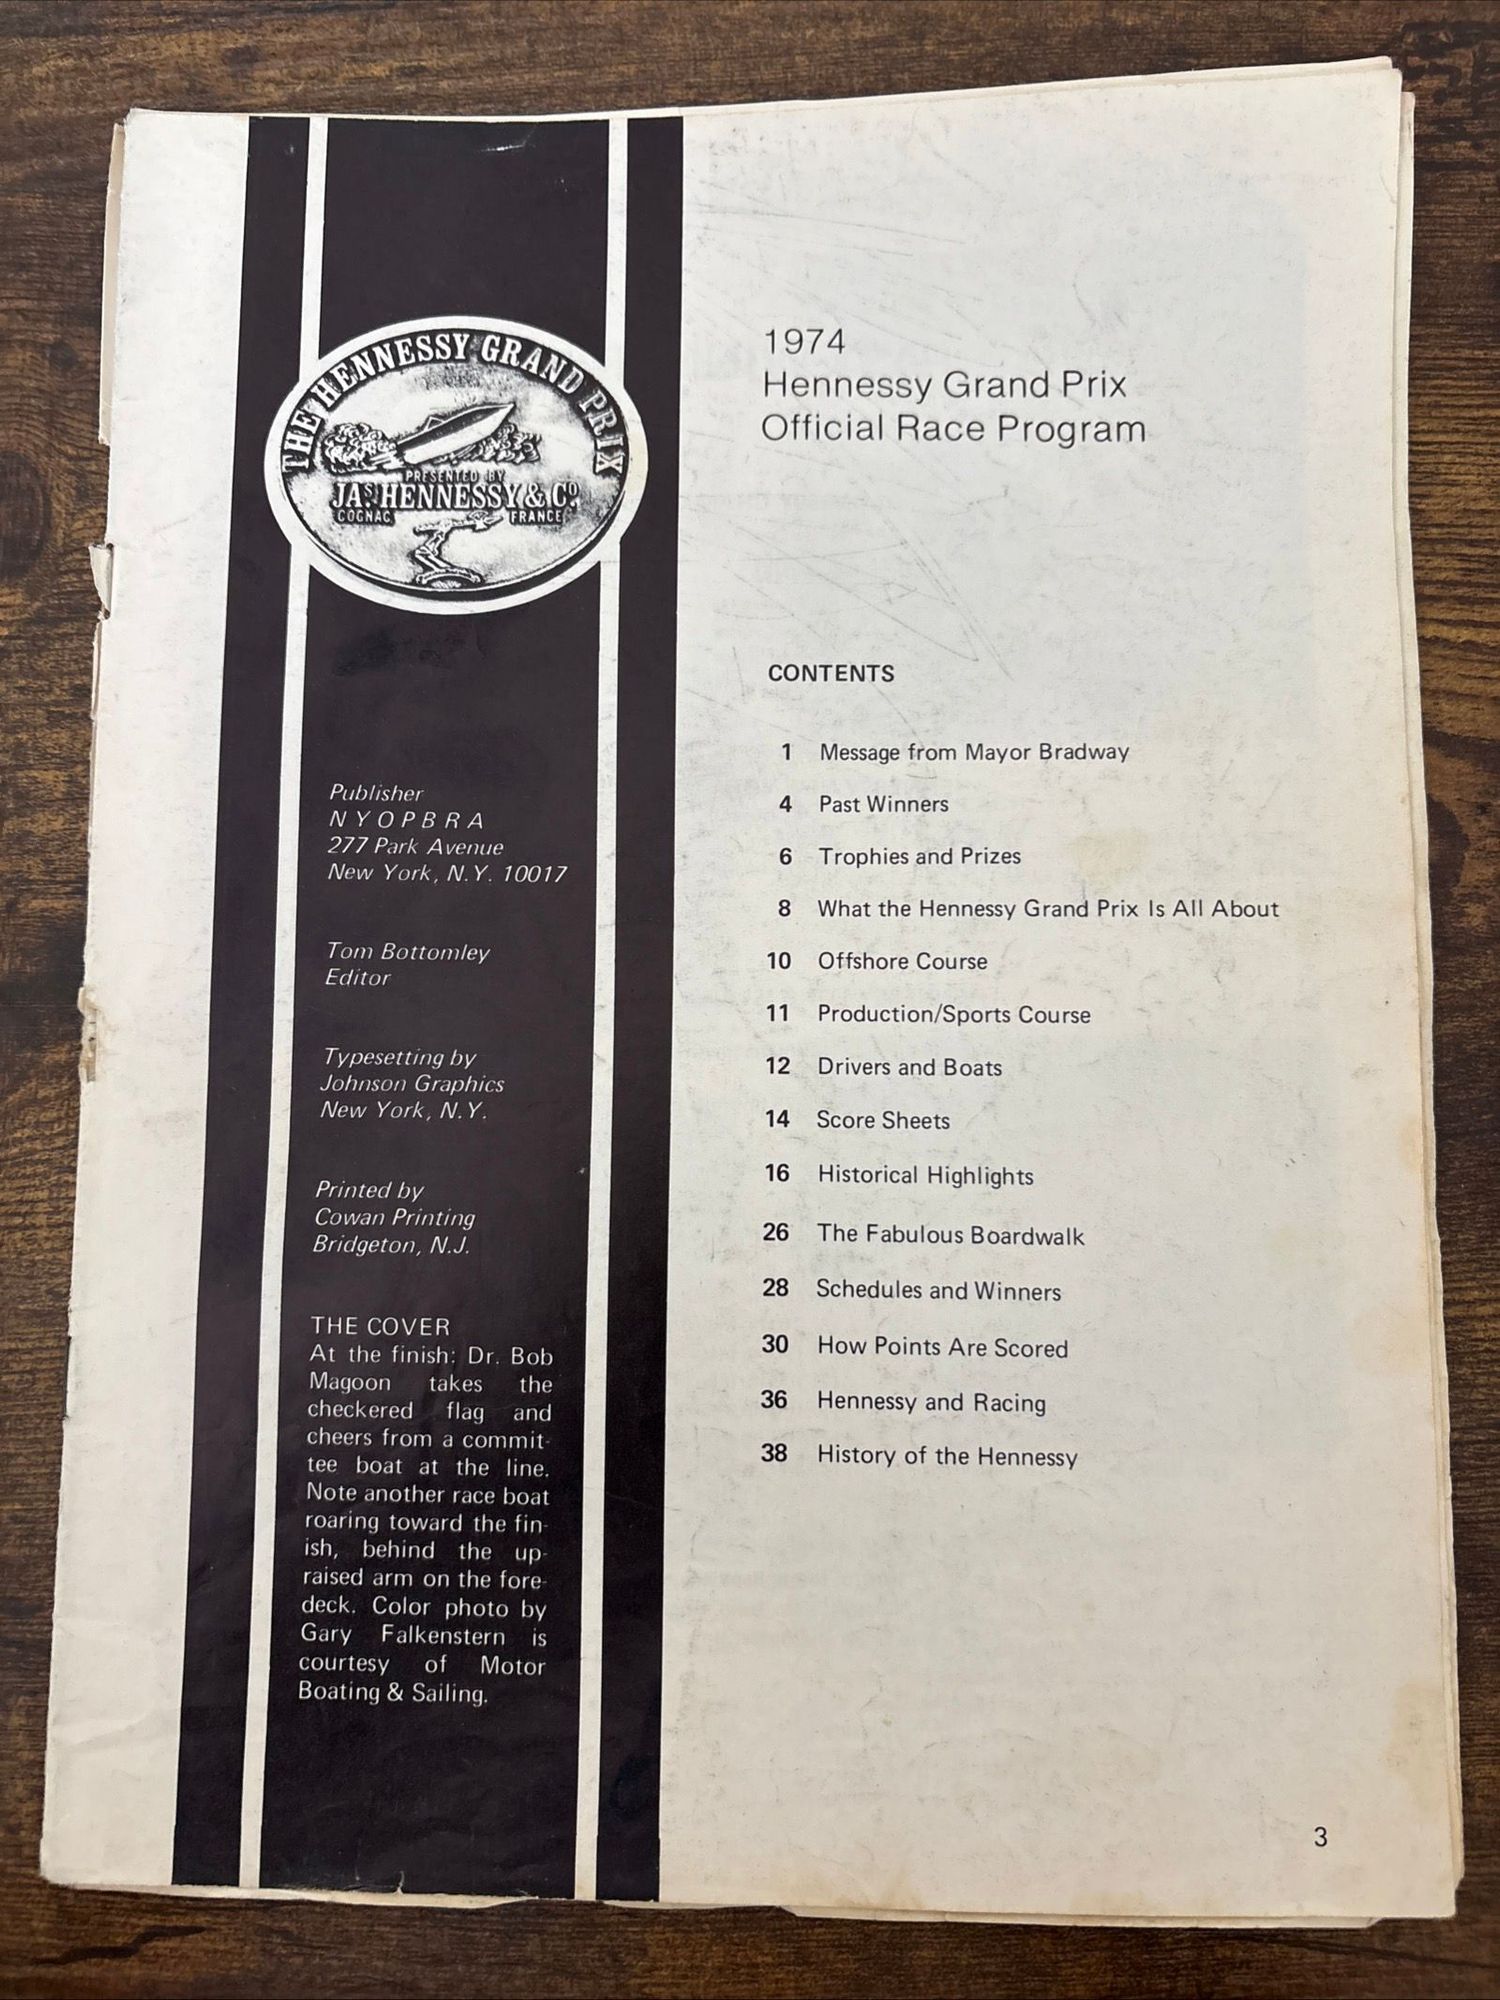 THE HENNESSY GRAND PRIX
PRESENTED BY
JAS. HENNESSY & CO.
COGNAC FRANCE
Publisher
N Y O P B R A
277 Park Avenue
New York, N.Y. 10017
Tom Bottomley
Editor
Typesetting by
Johnson Graphics
New York, N.Y.
Printed by
Cowan Printing
Bridgeton, N.J.
THE COVER
At the finish: Dr. Bob
Magoon takes the
checkered flag and
cheers from a commit-
tee boat at the line.
Note another race boat
roaring toward the fin-
ish, behind the up-
raised arm on the fore-
deck. Color photo by
Gary Falkenstern is
courtesy of Motor
Boating & Sailing.
1974
Hennessy Grand Prix
Official Race Program
CONTENTS
1 Message from Mayor Bradway
4 Past Winners
6 Trophies and Prizes
8 What the Hennessy Grand Prix Is All About
10 Offshore Course
11 Production/Sports Course
12 Drivers and Boats
14 Score Sheets
16 Historical Highlights
26 The Fabulous Boardwalk
28 Schedules and Winners
30 How Points Are Scored
36 Hennessy and Racing
38 History of the Hennessy
3